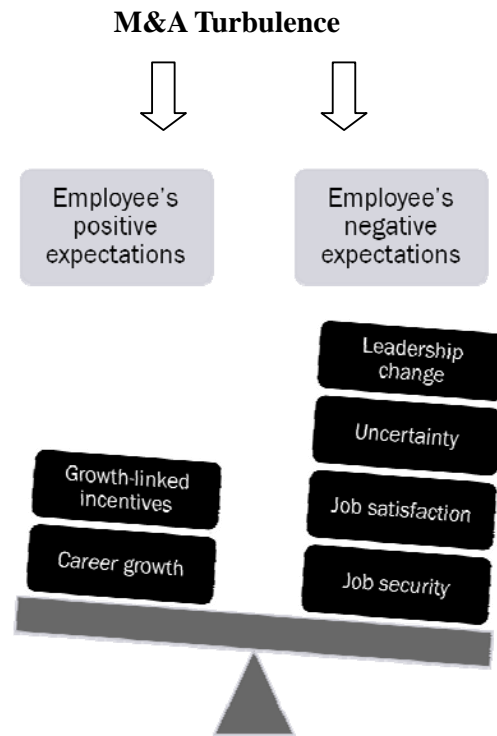 M&A Turbulence
Employee's
positive
expectations
Employee's
negative
expectations
Leadership
change
Uncertainty
Job satisfaction
Job security
Growth-linked
incentives
Career growth